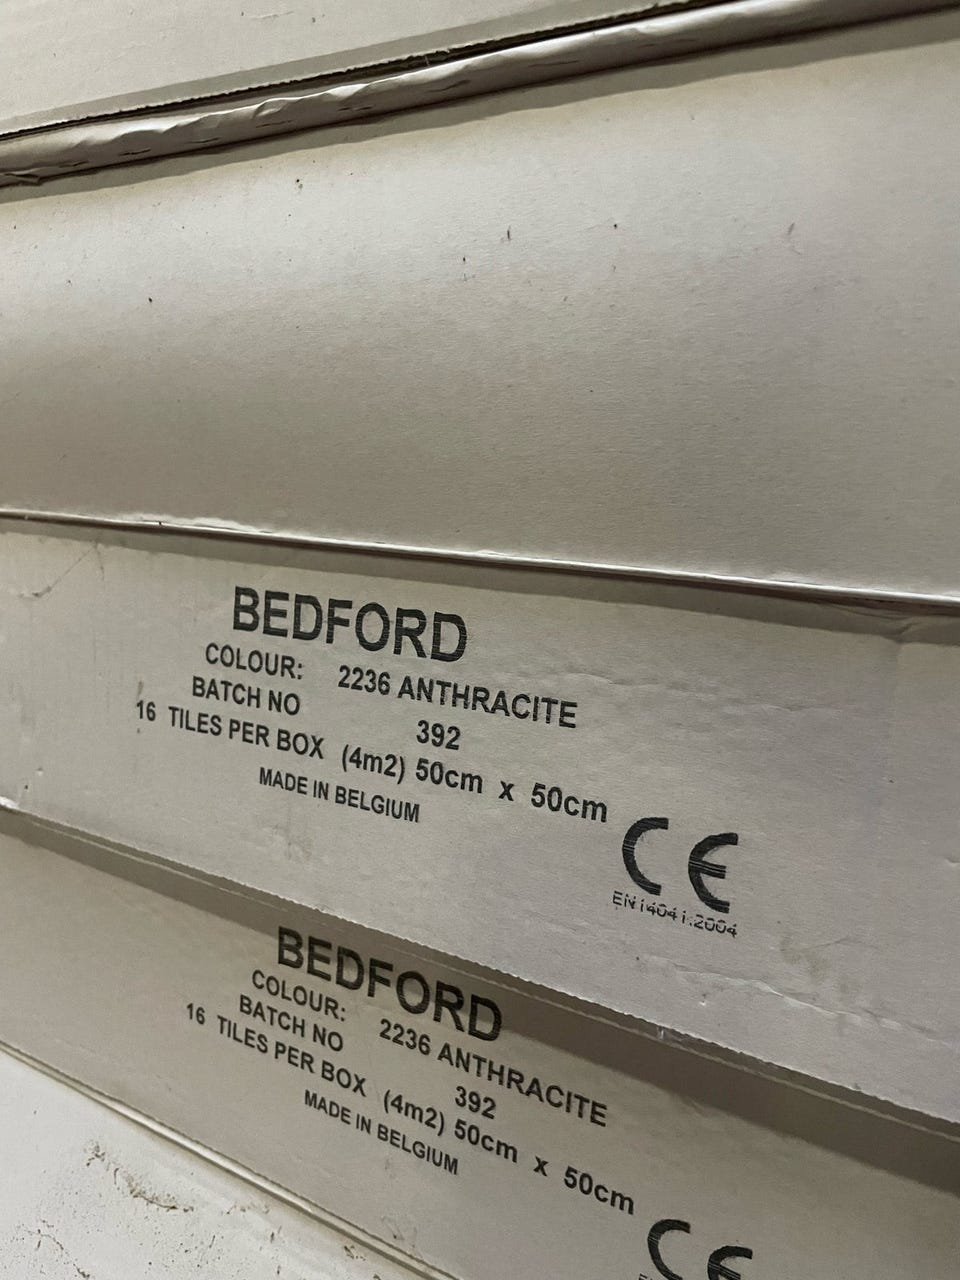 BEDFORD
COLOUR: 2236 ANTHRACITE
BATCH NO 392
16 TILES PER BOX (4m2) 50cm x 50cm
MADE IN BELGIUM
CE
EN14041:2004
BEDFORD
COLOUR: 2236 ANTHRACITE
BATCH NO 392
16 TILES PER BOX (4m2) 50cm x 50cm
MADE IN BELGIUM
CE